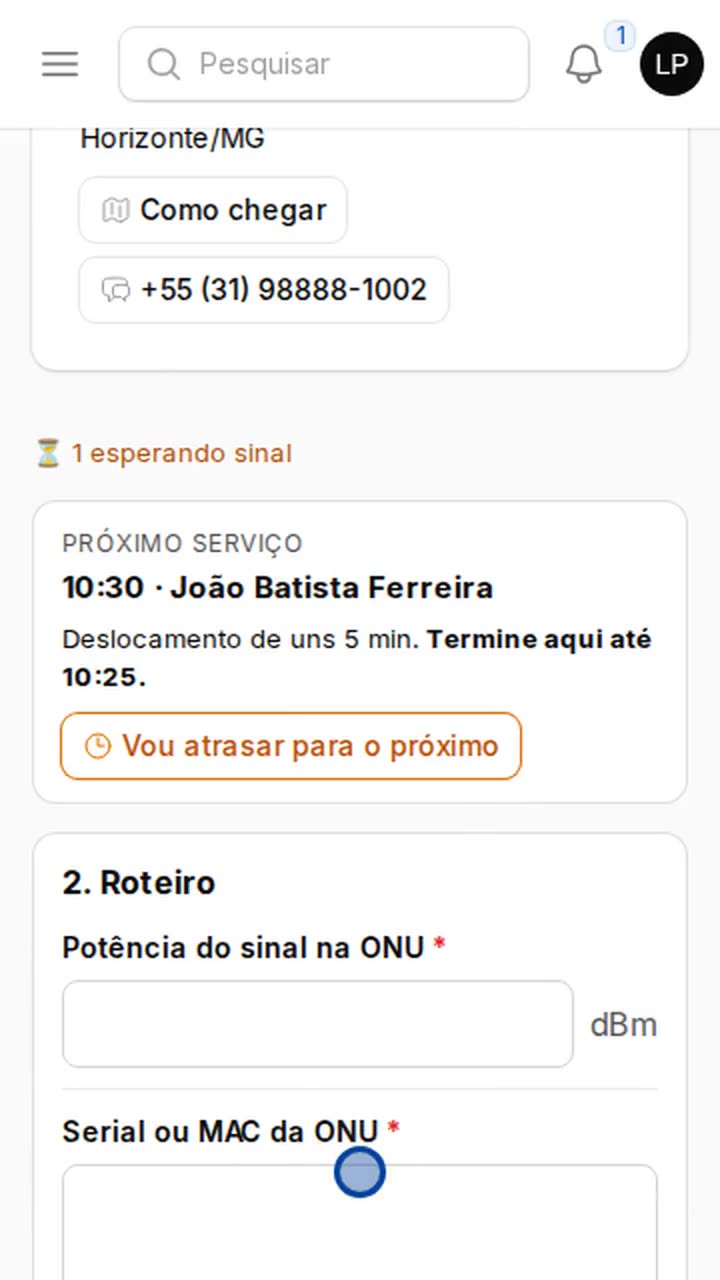 Pesquisar
1
LP
Horizonte/MG
Como chegar
+55 (31) 98888-1002
⏳ 1 esperando sinal
PRÓXIMO SERVIÇO
10:30 · João Batista Ferreira
Deslocamento de uns 5 min. Termine aqui até
10:25.
Vou atrasar para o próximo
2. Roteiro
Potência do sinal na ONU *
dBm
Serial ou MAC da ONU *